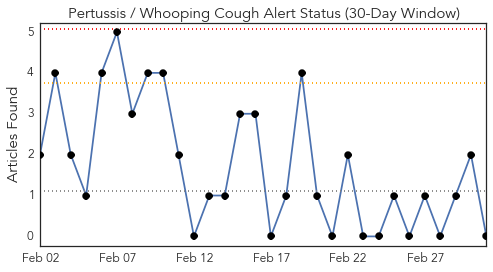 Pertussis / Whooping Cough Alert Status (30-Day Window)
Articles Found
5
4
3
2
1
0
Feb 02
Feb 07
Feb 12
Feb 17
Feb 22
Feb 27